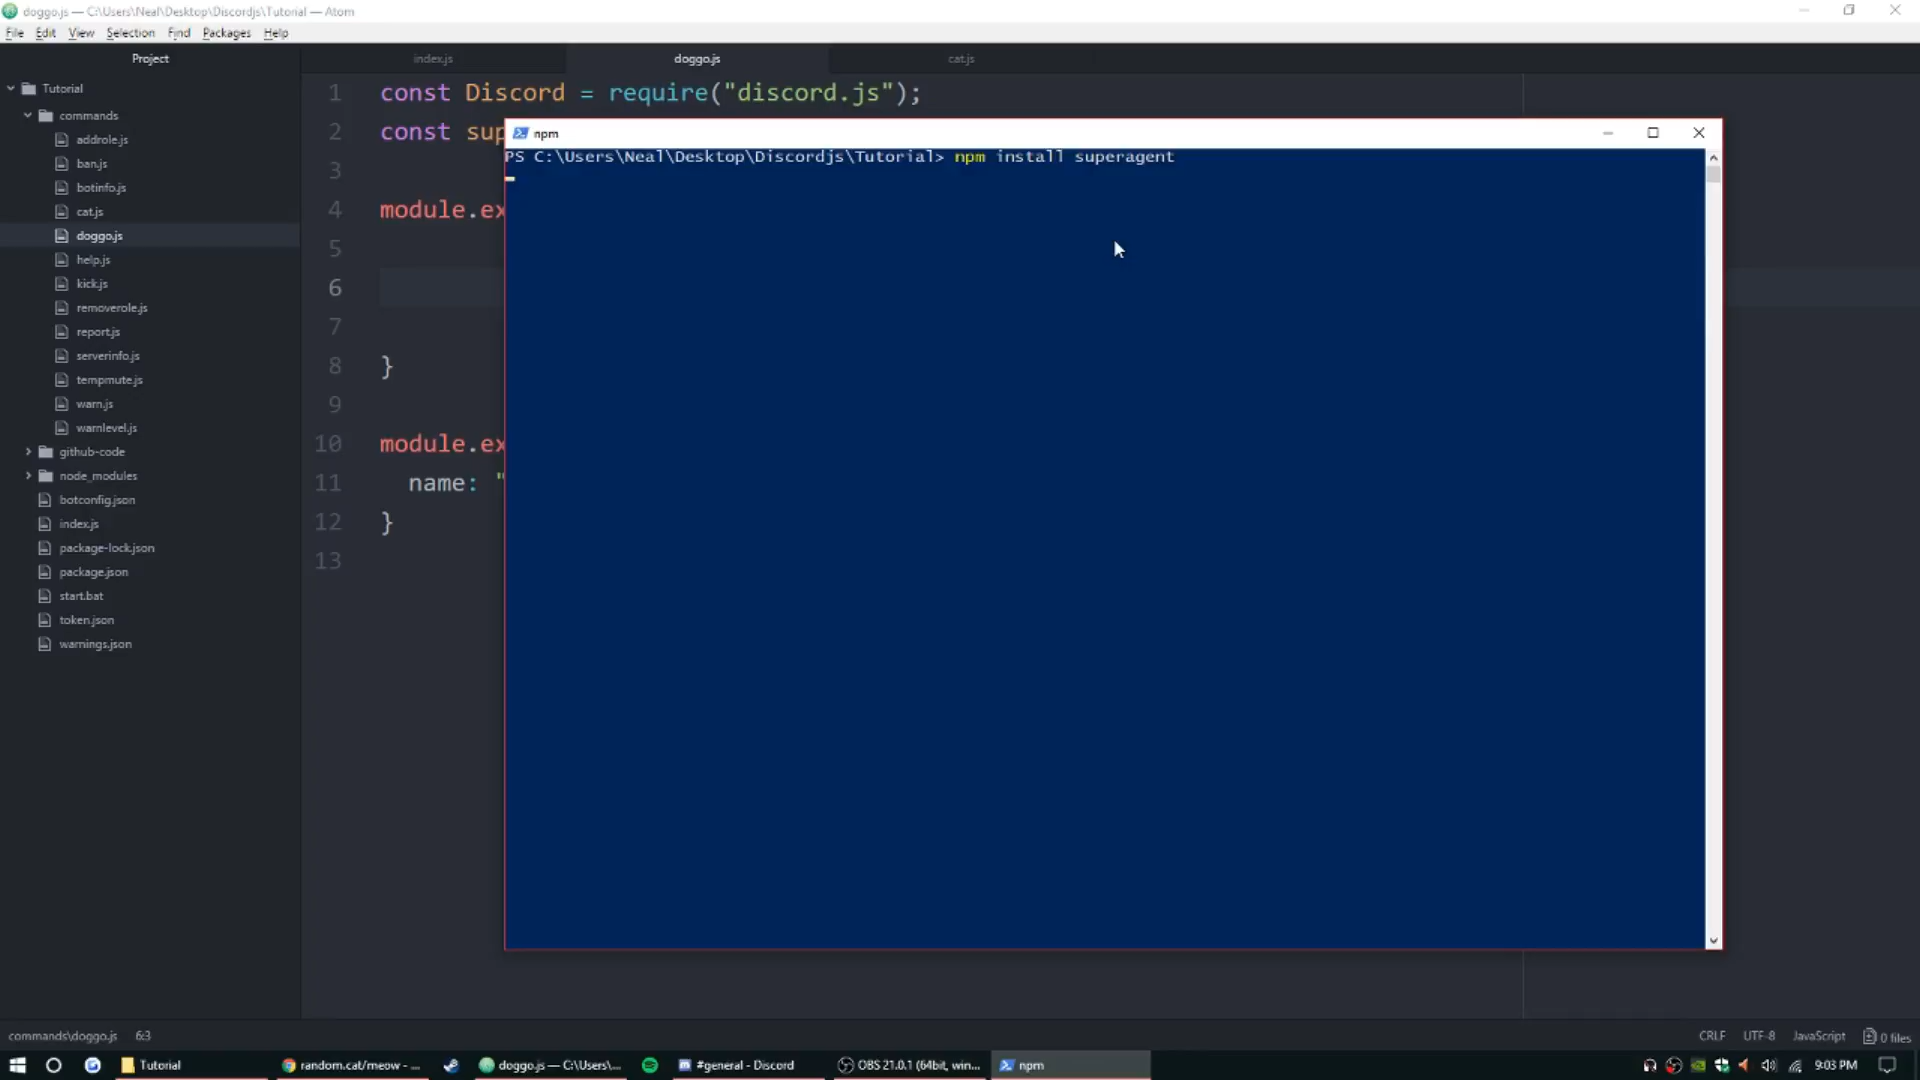 doggo.js — C:\Users\Neal\Desktop\Discordjs\Tutorial — Atom
File Edit View Selection Find Packages Help
Project
index.js
doggo.js
cat.js
Tutorial
commands
addrole.js
ban.js
botinfo.js
cat.js
doggo.js
help.js
kick.js
removerole.js
report.js
serverinfo.js
tempmute.js
warn.js
warnlevel.js
github-code
node_modules
botconfig.json
index.js
package-lock.json
package.json
start.bat
token.json
warnings.json
1 const Discord = require("discord.js");
2 const sup
3
4 module.ex
5
6
7
8 }
9
10 module.ex
11 name: "
12 }
13
npm
PS C:\Users\Neal\Desktop\Discordjs\Tutorial> npm install superagent
commands\doggo.js 6:3
CRLF UTF-8 JavaScript 0 files
Tutorial
random.cat/meow - ...
doggo.js — C:\Users\...
#general - Discord
OBS 21.0.1 (64bit, win...
npm
9:03 PM